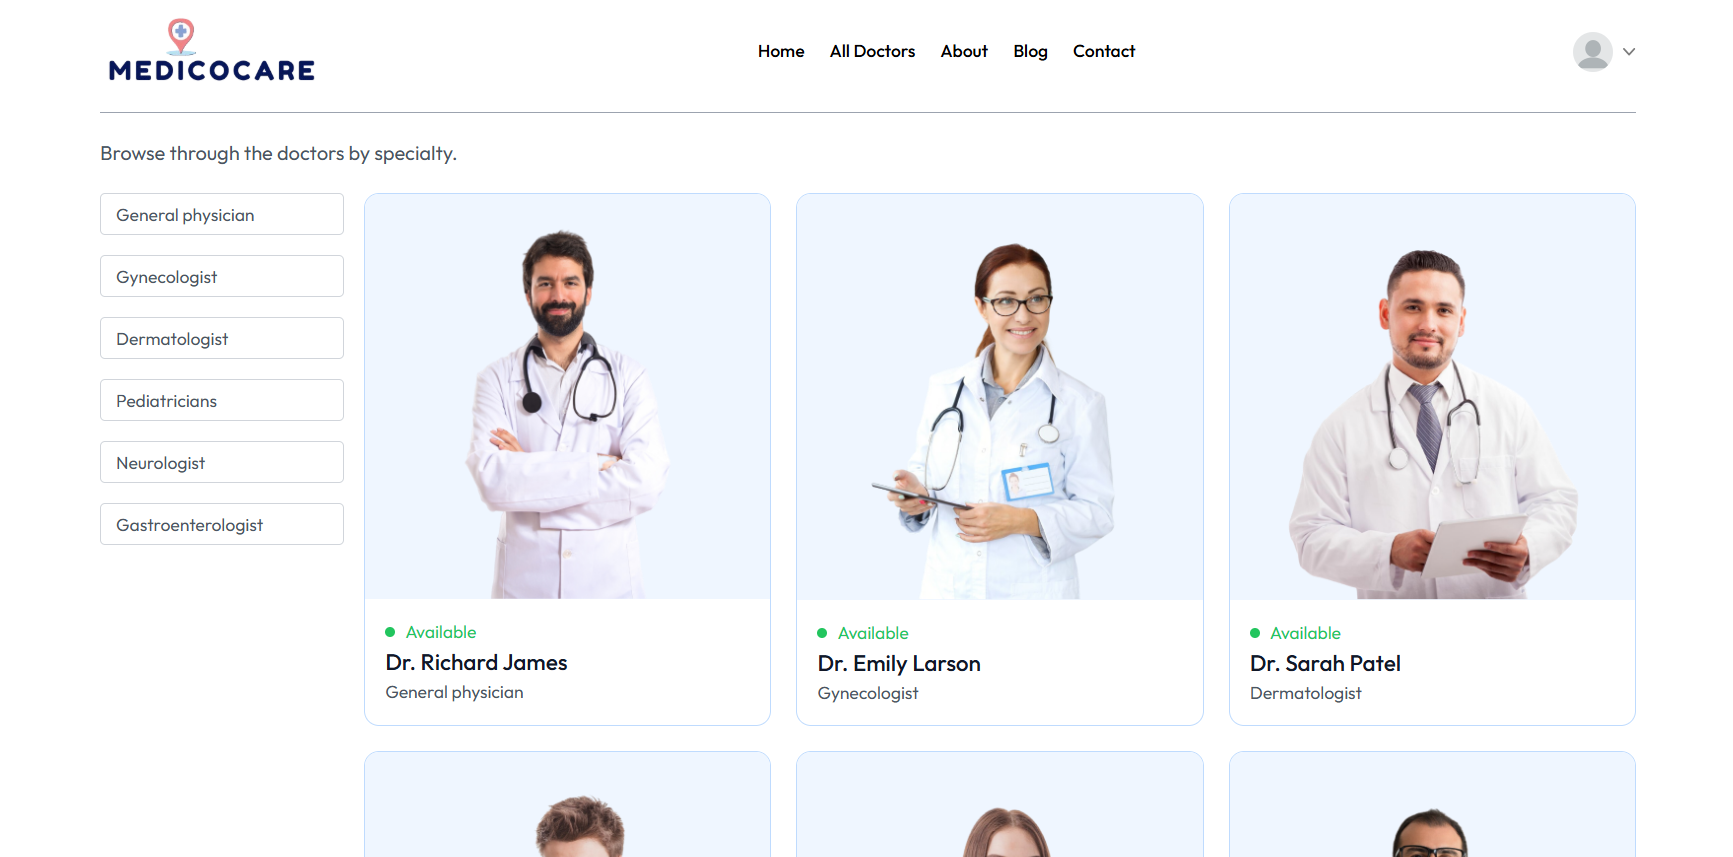 MEDICOCARE
Home All Doctors About Blog Contact
Browse through the doctors by specialty.
General physician
Gynecologist
Dermatologist
Pediatricians
Neurologist
Gastroenterologist
Available
Dr. Richard James
General physician
Available
Dr. Emily Larson
Gynecologist
Available
Dr. Sarah Patel
Dermatologist